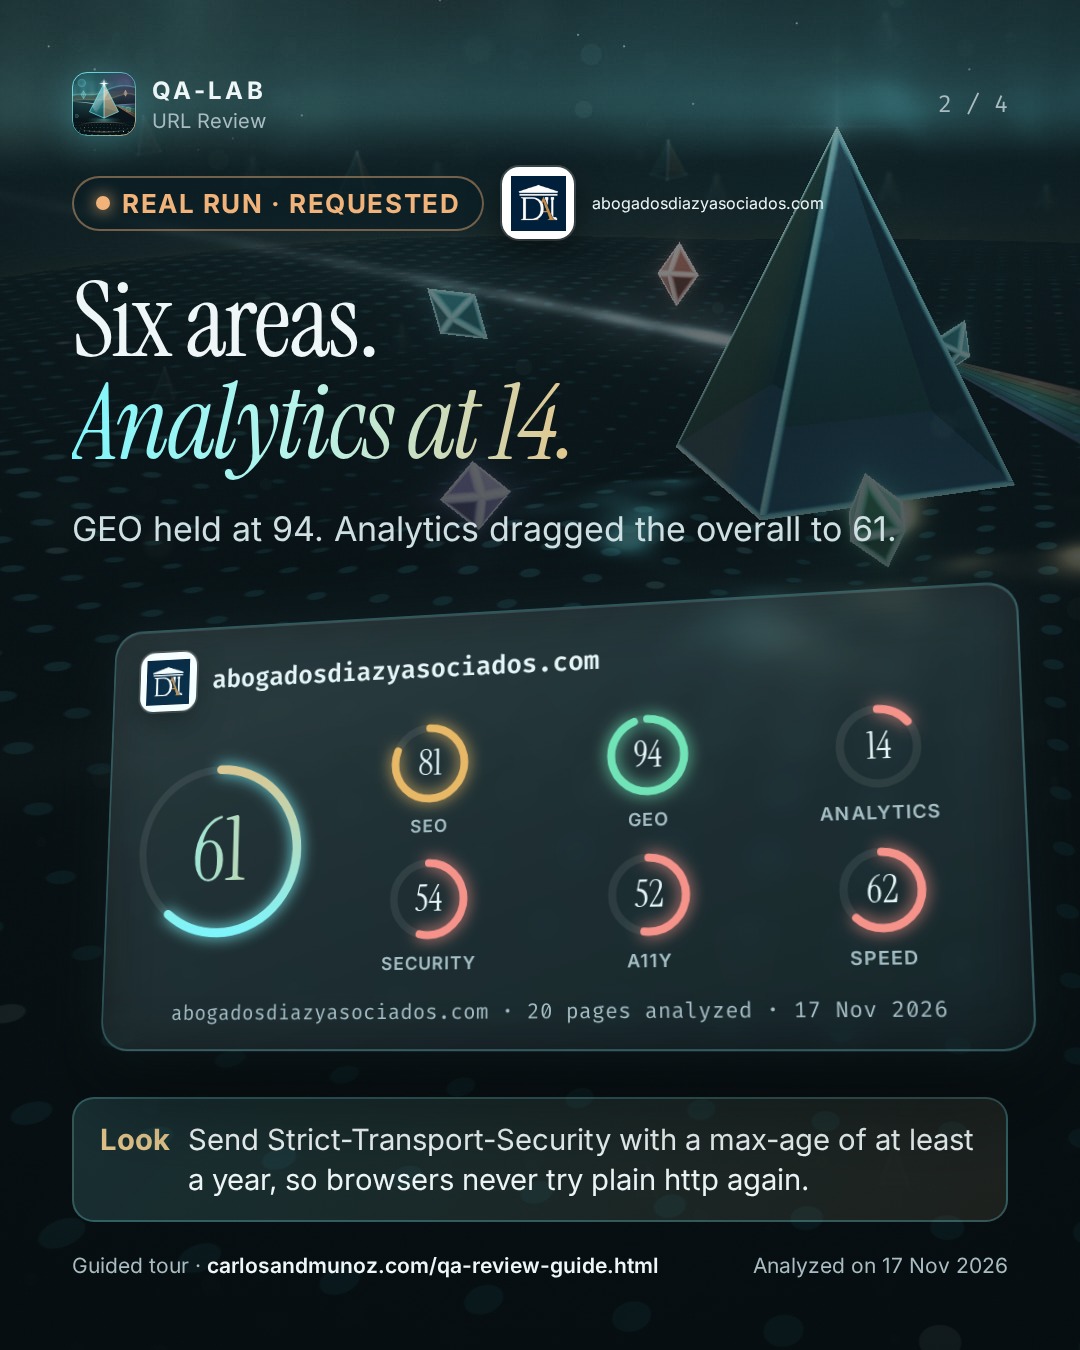 QA-LAB
URL Review
2 / 4
REAL RUN · REQUESTED
abogadosdiazyasociados.com
Six areas.
Analytics at 14.
GEO held at 94. Analytics dragged the overall to 61.
abogadosdiazyasociados.com
61
81
SEO
94
GEO
14
ANALYTICS
54
SECURITY
52
A11Y
62
SPEED
abogadosdiazyasociados.com · 20 pages analyzed · 17 Nov 2026
Look Send Strict-Transport-Security with a max-age of at least
a year, so browsers never try plain http again.
Guided tour · carlosandmunoz.com/qa-review-guide.html
Analyzed on 17 Nov 2026